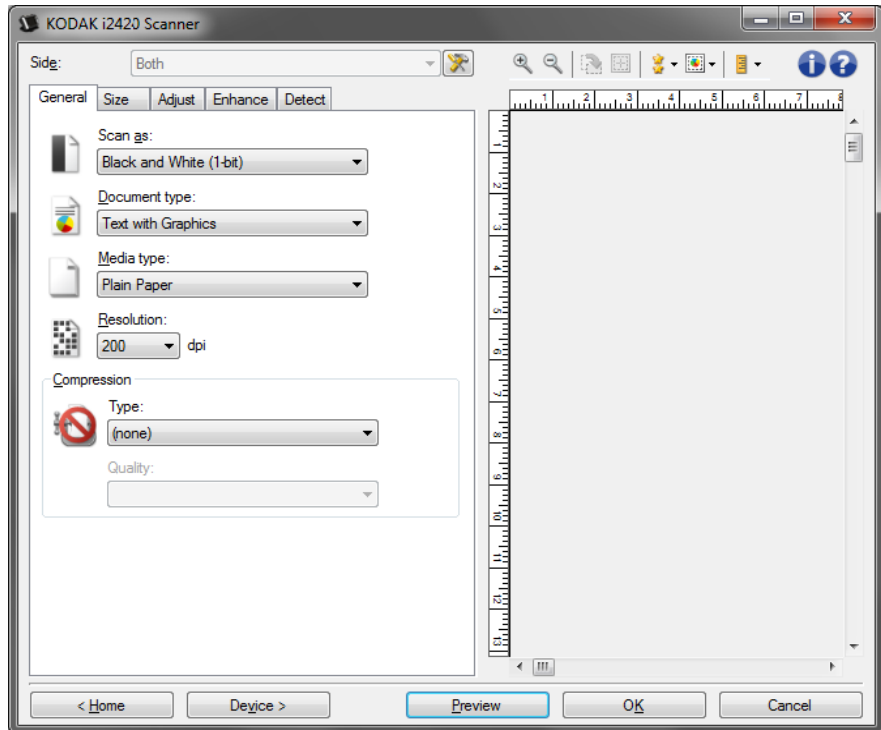 KODAK i2420 Scanner
Side: Both
General Size Adjust Enhance Detect
Scan as:
Black and White (1-bit)
Document type:
Text with Graphics
Media type:
Plain Paper
Resolution:
200 dpi
Compression
Type:
(none)
Quality:
1 2 3 4 5 6 7 8
1
2
3
4
5
6
7
8
9
10
11
12
13
< Home Device > Preview OK Cancel